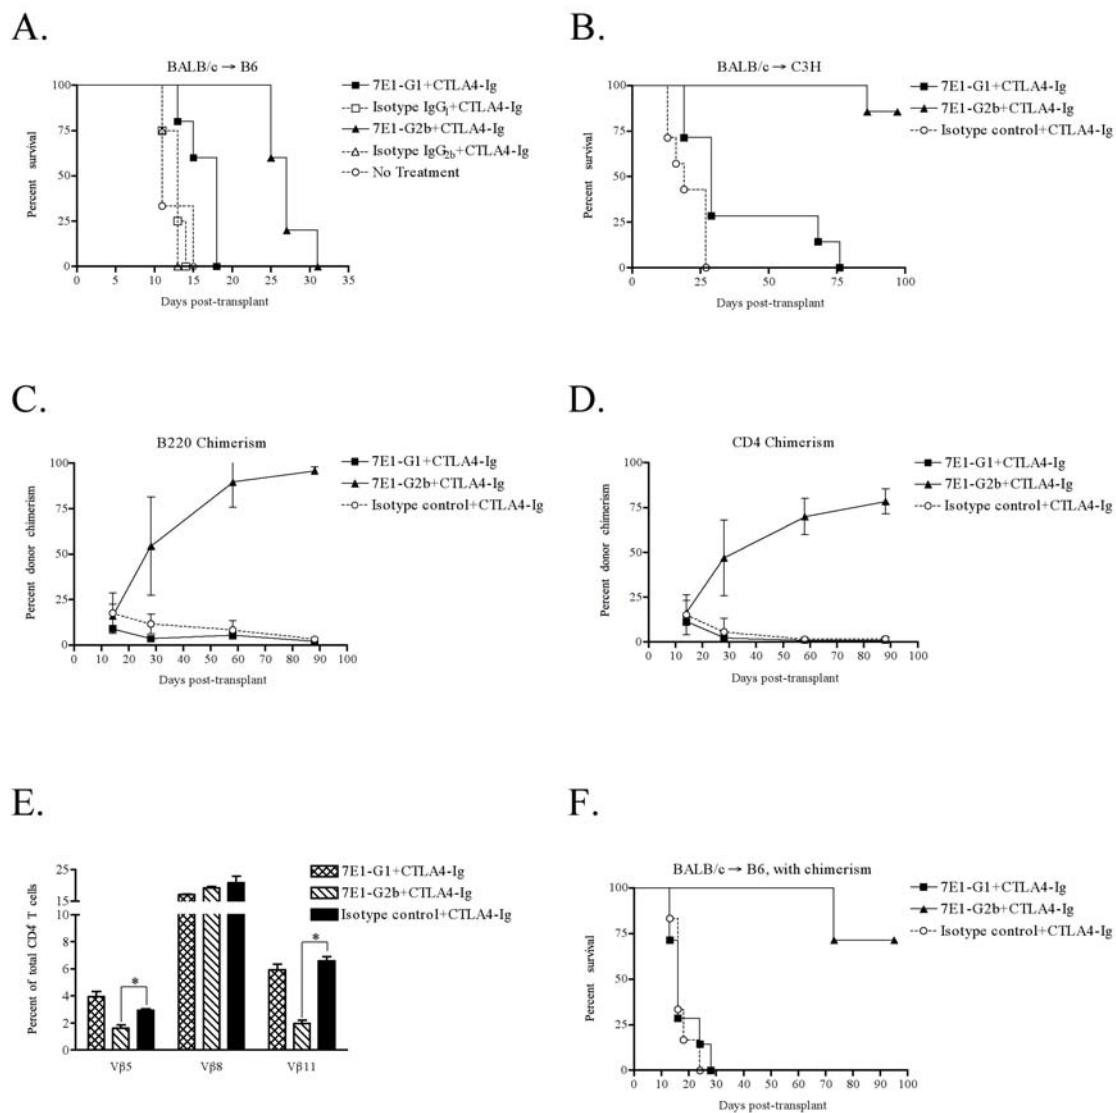 A.
BALB/c → B6
100
75
50
25
0
Percent survival
0 5 10 15 20 25 30 35
Days post-transplant
7E1-G1+CTLA4-Ig
Isotype IgG1+CTLA4-Ig
7E1-G2b+CTLA4-Ig
Isotype IgG2b+CTLA4-Ig
No Treatment
B.
BALB/c → C3H
100
75
50
25
0
Percent survival
0 25 50 75 100
Days post-transplant
7E1-G1+CTLA4-Ig
7E1-G2b+CTLA4-Ig
Isotype control+CTLA4-Ig
C.
B220 Chimerism
100
75
50
25
0
Percent donor chimerism
0 10 20 30 40 50 60 70 80 90 100
Days post-transplant
7E1-G1+CTLA4-Ig
7E1-G2b+CTLA4-Ig
Isotype control+CTLA4-Ig
D.
CD4 Chimerism
100
75
50
25
0
Percent donor chimerism
0 10 20 30 40 50 60 70 80 90 100
Days post-transplant
7E1-G1+CTLA4-Ig
7E1-G2b+CTLA4-Ig
Isotype control+CTLA4-Ig
E.
25
15
10
8
6
4
2
0
Percent of total CD4 T cells
*
*
Vβ5 Vβ8 Vβ11
7E1-G1+CTLA4-Ig
7E1-G2b+CTLA4-Ig
Isotype control+CTLA4-Ig
F.
BALB/c → B6, with chimerism
100
75
50
25
0
Percent survival
0 10 20 30 40 50 60 70 80 90 100
Days post-transplant
7E1-G1+CTLA4-Ig
7E1-G2b+CTLA4-Ig
Isotype control+CTLA4-Ig